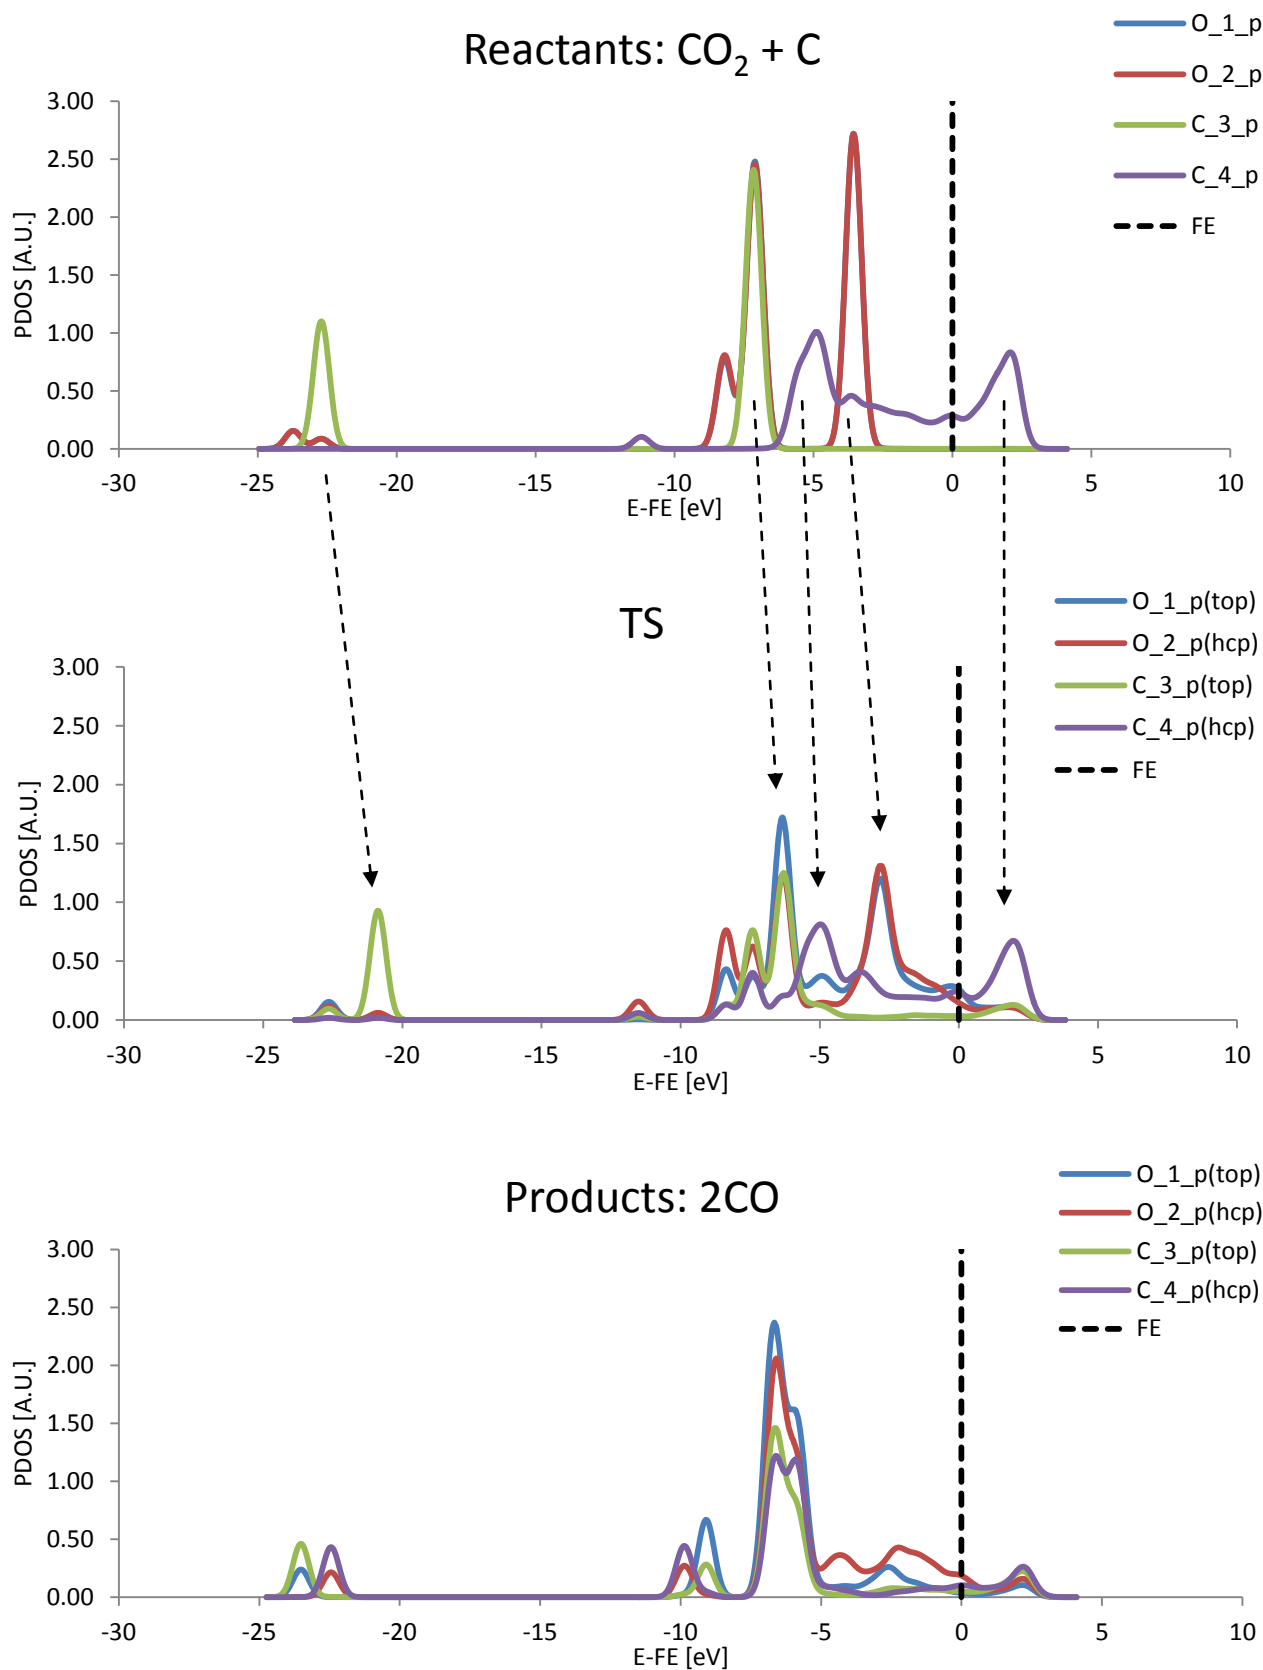 Reactants: CO2 + C
O_1_p
O_2_p
C_3_p
C_4_p
FE
PDOS [A.U.]
3.00
2.50
2.00
1.50
1.00
0.50
0.00
-30 -25 -20 -15 -10 -5 0 5 10
E-FE [eV]
TS
O_1_p(top)
O_2_p(hcp)
C_3_p(top)
C_4_p(hcp)
FE
PDOS [A.U.]
3.00
2.50
2.00
1.50
1.00
0.50
0.00
-30 -25 -20 -15 -10 -5 0 5 10
E-FE [eV]
Products: 2CO
O_1_p(top)
O_2_p(hcp)
C_3_p(top)
C_4_p(hcp)
FE
PDOS [A.U.]
3.00
2.50
2.00
1.50
1.00
0.50
0.00
-30 -25 -20 -15 -10 -5 0 5 10
E-FE [eV]